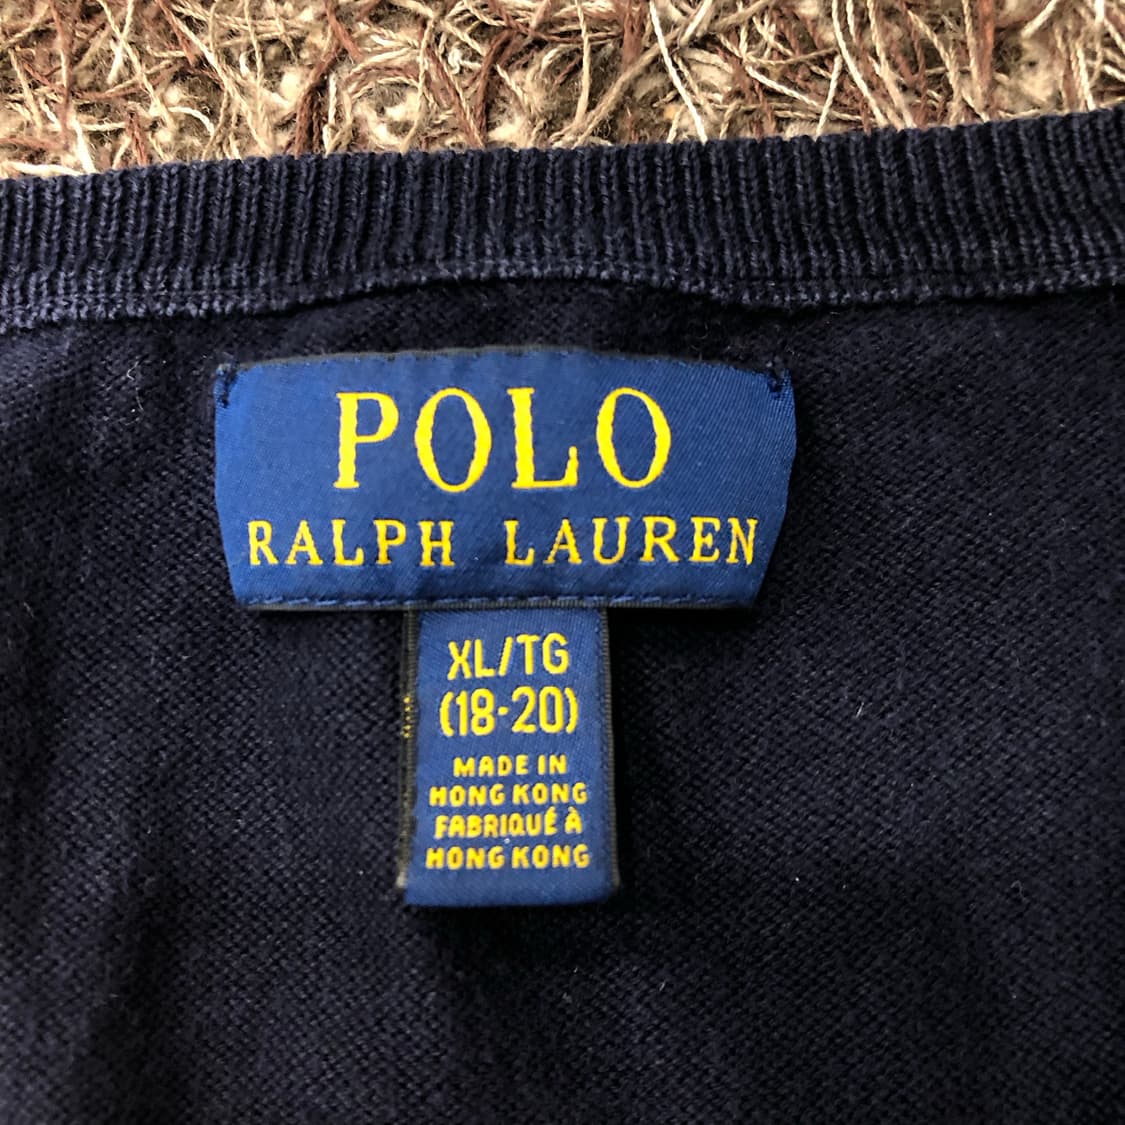 POLO
RALPH LAUREN
XL/TG
(18-20)
MADE IN
HONG KONG
FABRIQUÉ À
HONG KONG